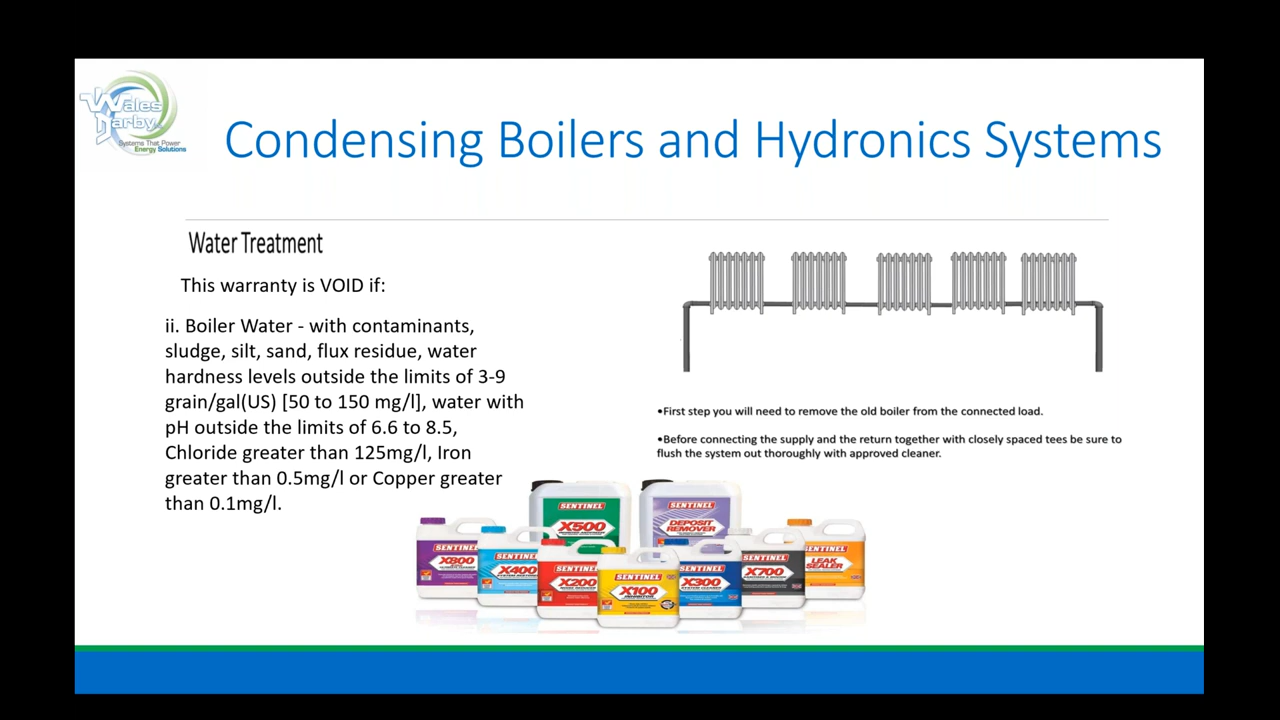 Wales
Darby
Systems That Power
Energy Solutions
Condensing Boilers and Hydronics Systems
Water Treatment
This warranty is VOID if:
ii. Boiler Water - with contaminants,
sludge, silt, sand, flux residue, water
hardness levels outside the limits of 3-9
grain/gal(US) [50 to 150 mg/l], water with
pH outside the limits of 6.6 to 8.5,
Chloride greater than 125mg/l, Iron
greater than 0.5mg/l or Copper greater
than 0.1mg/l.
•First step you will need to remove the old boiler from the connected load.
•Before connecting the supply and the return together with closely spaced tees be sure to
flush the system out thoroughly with approved cleaner.
SENTINEL
X500
SENTINEL
DEPOSIT
REMOVER
SENTINEL
X800
SENTINEL
X400
SENTINEL
X200
SENTINEL
X100
INHIBITOR
SENTINEL
X300
SYSTEM CLEANER
SENTINEL
X700
SENTINEL
LEAK
SEALER